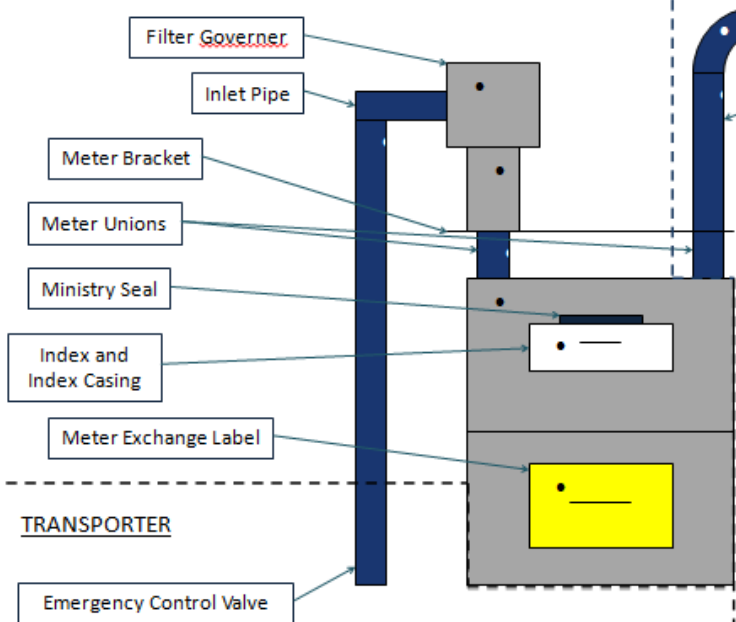 Filter Governer
Inlet Pipe
Meter Bracket
Meter Unions
Ministry Seal
Index and
Index Casing
Meter Exchange Label
TRANSPORTER
Emergency Control Valve